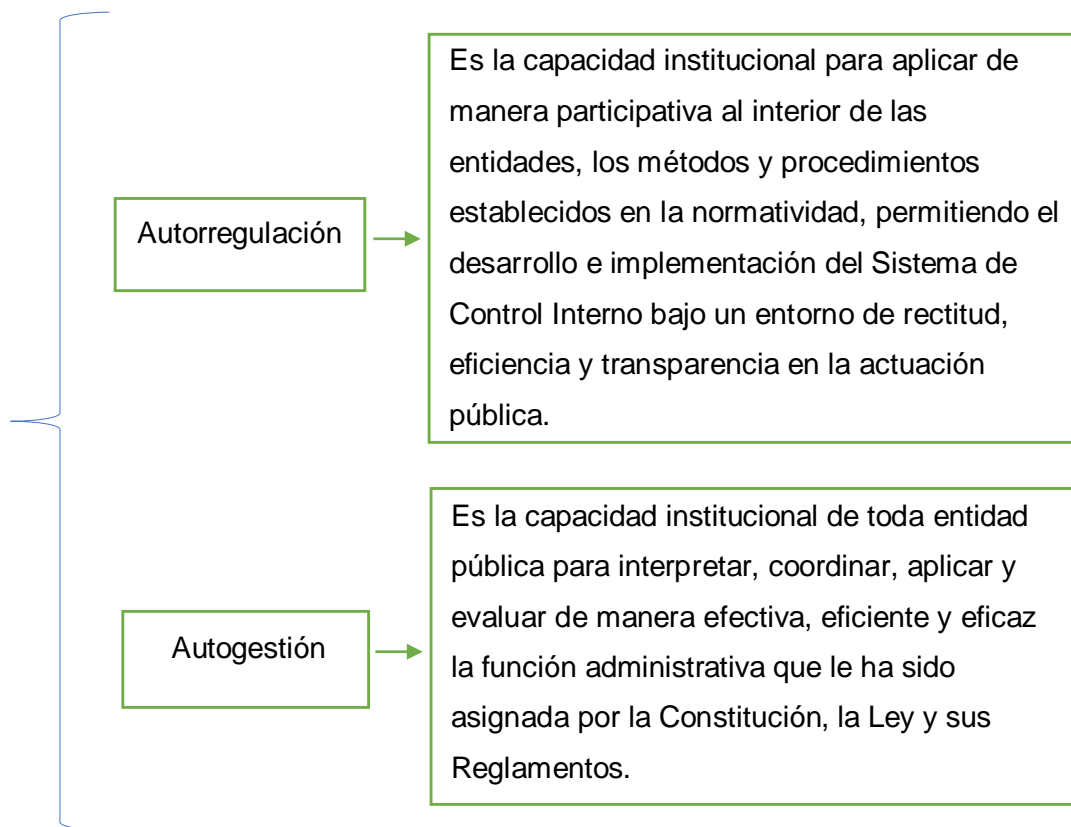 Autorregulación
Es la capacidad institucional para aplicar de
manera participativa al interior de las
entidades, los métodos y procedimientos
establecidos en la normatividad, permitiendo el
desarrollo e implementación del Sistema de
Control Interno bajo un entorno de rectitud,
eficiencia y transparencia en la actuación
pública.
Autogestión
Es la capacidad institucional de toda entidad
pública para interpretar, coordinar, aplicar y
evaluar de manera efectiva, eficiente y eficaz
la función administrativa que le ha sido
asignada por la Constitución, la Ley y sus
Reglamentos.